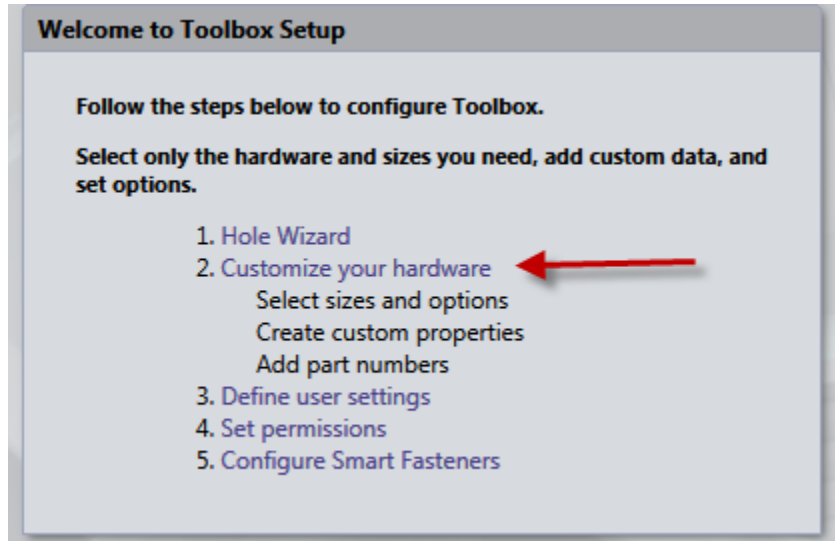 Welcome to Toolbox Setup
Follow the steps below to configure Toolbox.
Select only the hardware and sizes you need, add custom data, and
set options.
1. Hole Wizard
2. Customize your hardware
Select sizes and options
Create custom properties
Add part numbers
3. Define user settings
4. Set permissions
5. Configure Smart Fasteners